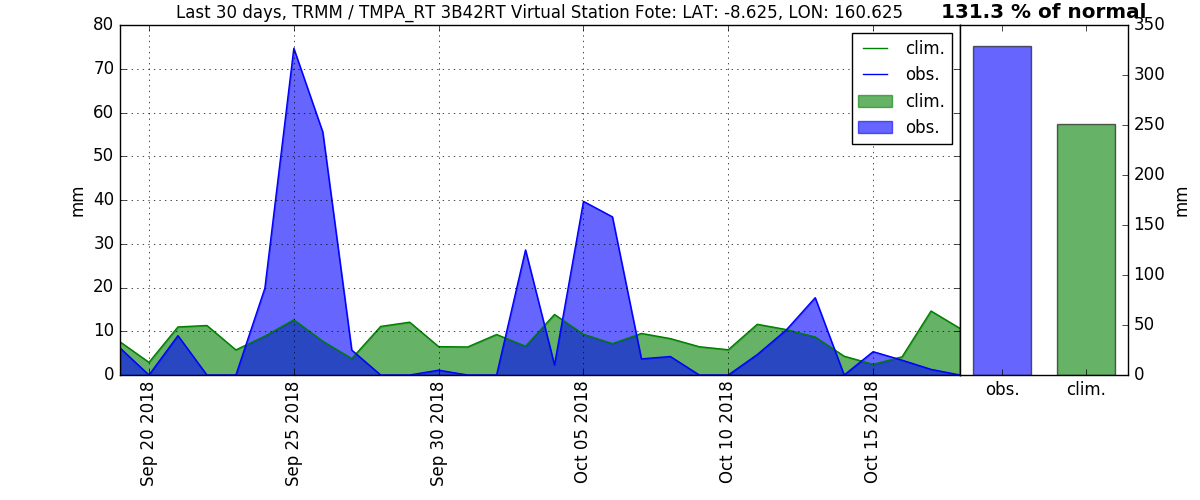 Last 30 days, TRMM / TMPA_RT 3B42RT Virtual Station Fote: LAT: -8.625, LON: 160.625
131.3 % of normal
80
70
60
50
40
30
20
10
0
mm
clim.
obs.
clim.
obs.
Sep 20 2018
Sep 25 2018
Sep 30 2018
Oct 05 2018
Oct 10 2018
Oct 15 2018
350
300
250
200
150
100
50
0
mm
obs.
clim.